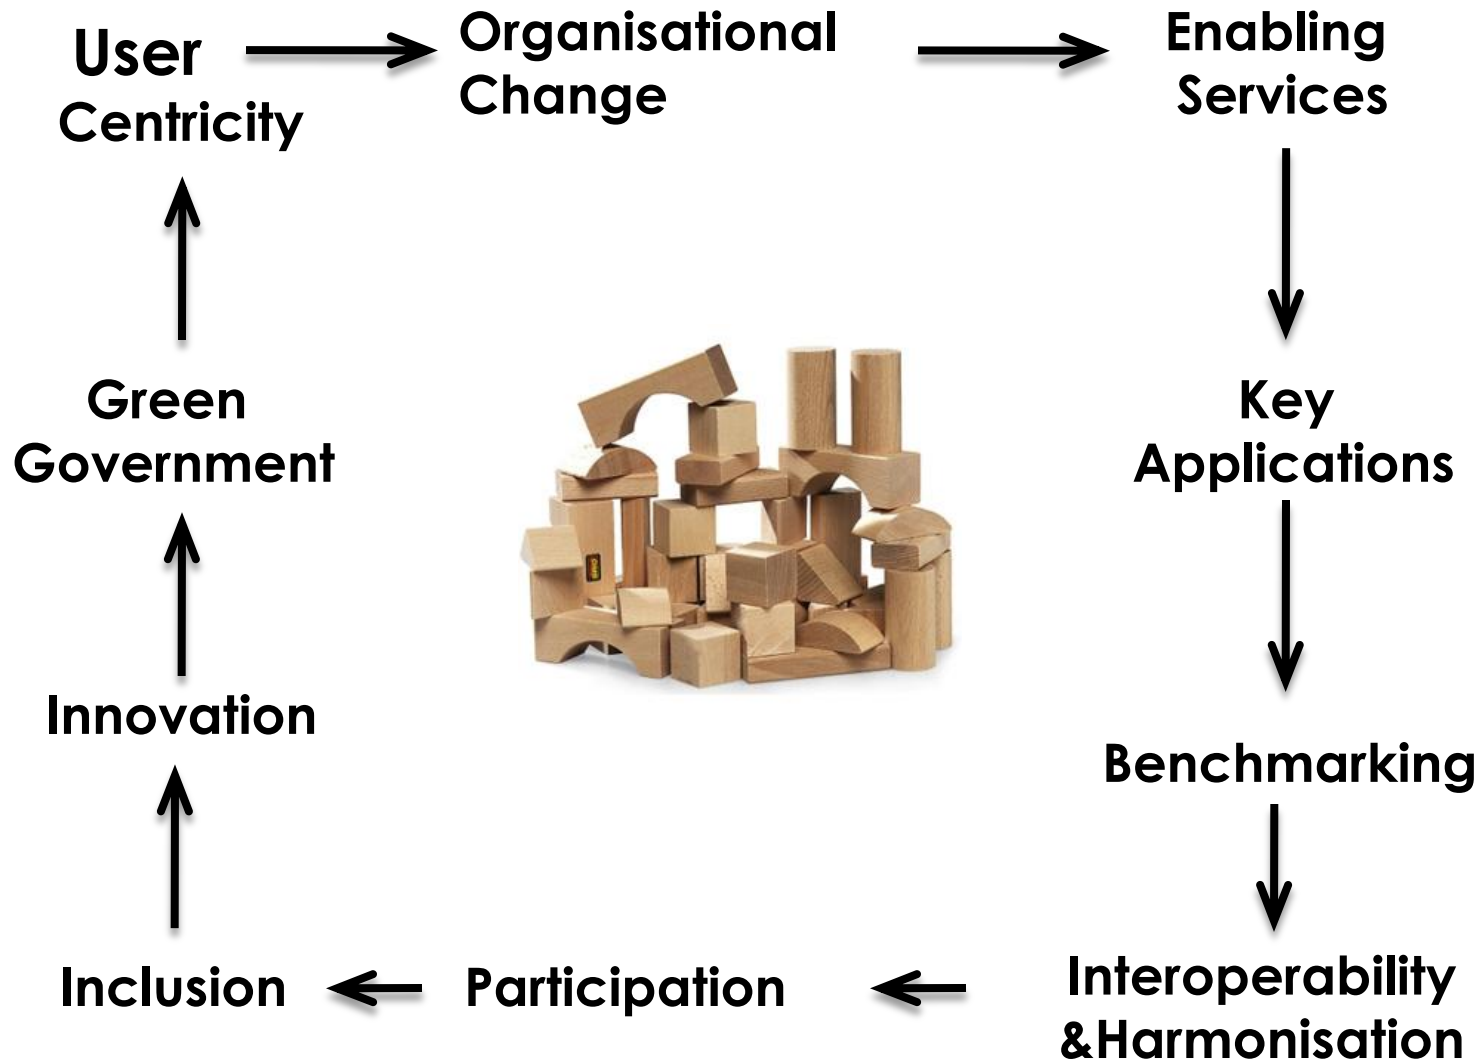 User
Centricity
Organisational
Change
Enabling
Services
Key
Applications
Benchmarking
Interoperability
&Harmonisation
Participation
Inclusion
Innovation
Green
Government